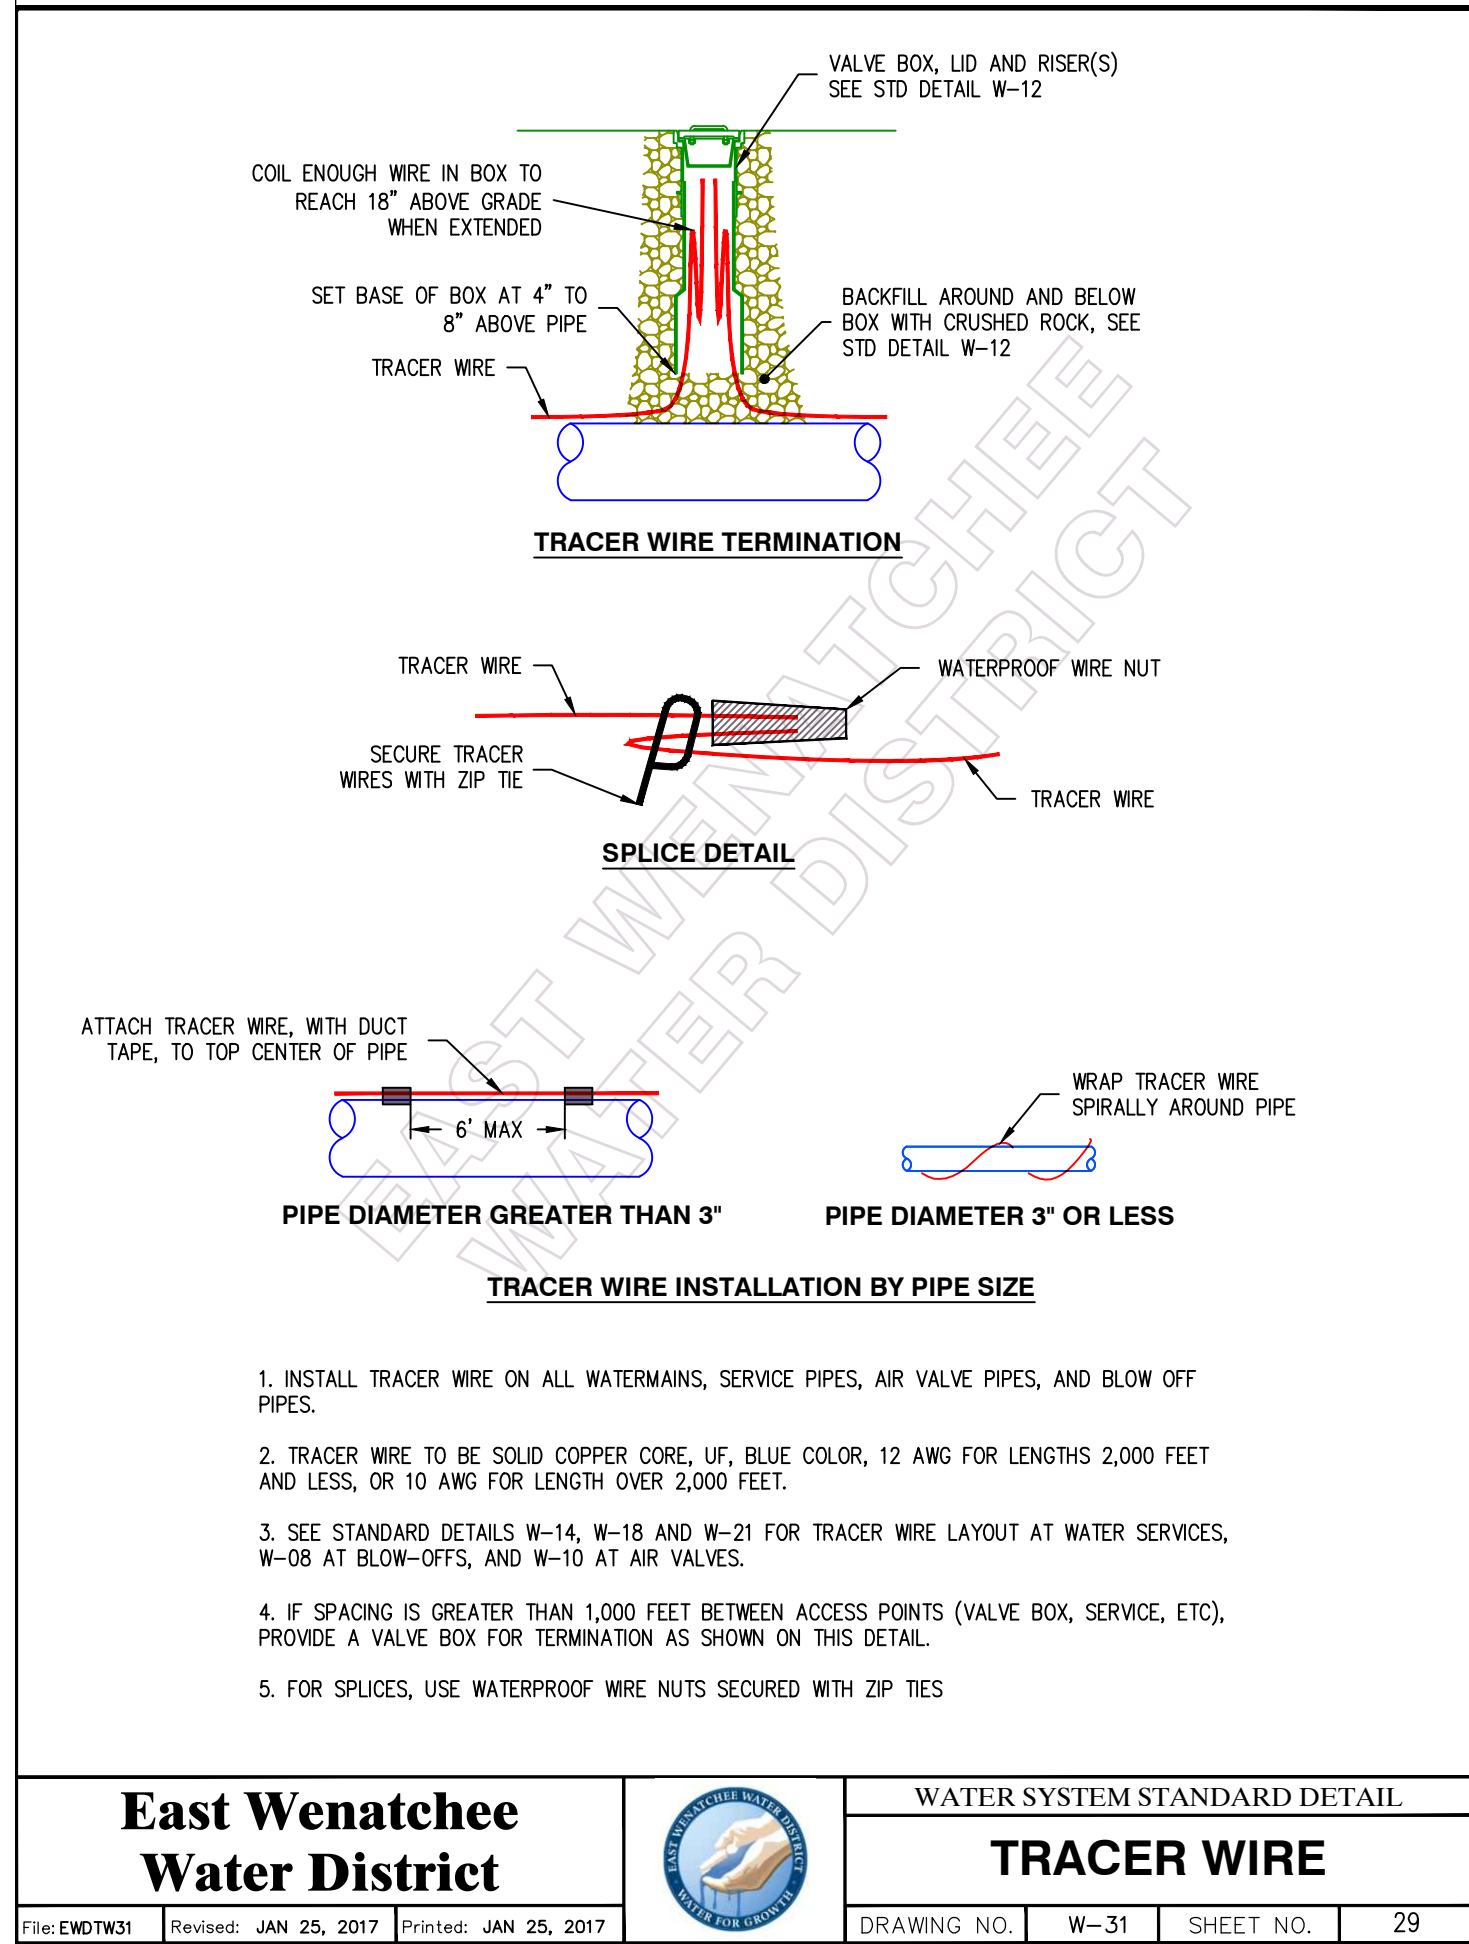 VALVE BOX, LID AND RISER(S)
SEE STD DETAIL W-12
COIL ENOUGH WIRE IN BOX TO
REACH 18" ABOVE GRADE
WHEN EXTENDED
SET BASE OF BOX AT 4" TO
8" ABOVE PIPE
BACKFILL AROUND AND BELOW
BOX WITH CRUSHED ROCK, SEE
STD DETAIL W-12
TRACER WIRE
TRACER WIRE TERMINATION
TRACER WIRE
WATERPROOF WIRE NUT
SECURE TRACER
WIRES WITH ZIP TIE
TRACER WIRE
SPLICE DETAIL
EAST WENATCHEE
WATER DISTRICT
ATTACH TRACER WIRE, WITH DUCT
TAPE, TO TOP CENTER OF PIPE
6' MAX
WRAP TRACER WIRE
SPIRALLY AROUND PIPE
PIPE DIAMETER GREATER THAN 3"
PIPE DIAMETER 3" OR LESS
TRACER WIRE INSTALLATION BY PIPE SIZE
1. INSTALL TRACER WIRE ON ALL WATERMAINS, SERVICE PIPES, AIR VALVE PIPES, AND BLOW OFF
PIPES.
2. TRACER WIRE TO BE SOLID COPPER CORE, UF, BLUE COLOR, 12 AWG FOR LENGTHS 2,000 FEET
AND LESS, OR 10 AWG FOR LENGTH OVER 2,000 FEET.
3. SEE STANDARD DETAILS W-14, W-18 AND W-21 FOR TRACER WIRE LAYOUT AT WATER SERVICES,
W-08 AT BLOW-OFFS, AND W-10 AT AIR VALVES.
4. IF SPACING IS GREATER THAN 1,000 FEET BETWEEN ACCESS POINTS (VALVE BOX, SERVICE, ETC),
PROVIDE A VALVE BOX FOR TERMINATION AS SHOWN ON THIS DETAIL.
5. FOR SPLICES, USE WATERPROOF WIRE NUTS SECURED WITH ZIP TIES
East Wenatchee
Water District
File: EWDTW31
Revised: JAN 25, 2017
Printed: JAN 25, 2017
EAST WENATCHEE WATER DISTRICT
WATER FOR GROWTH
WATER SYSTEM STANDARD DETAIL
TRACER WIRE
DRAWING NO.
W-31
SHEET NO.
29